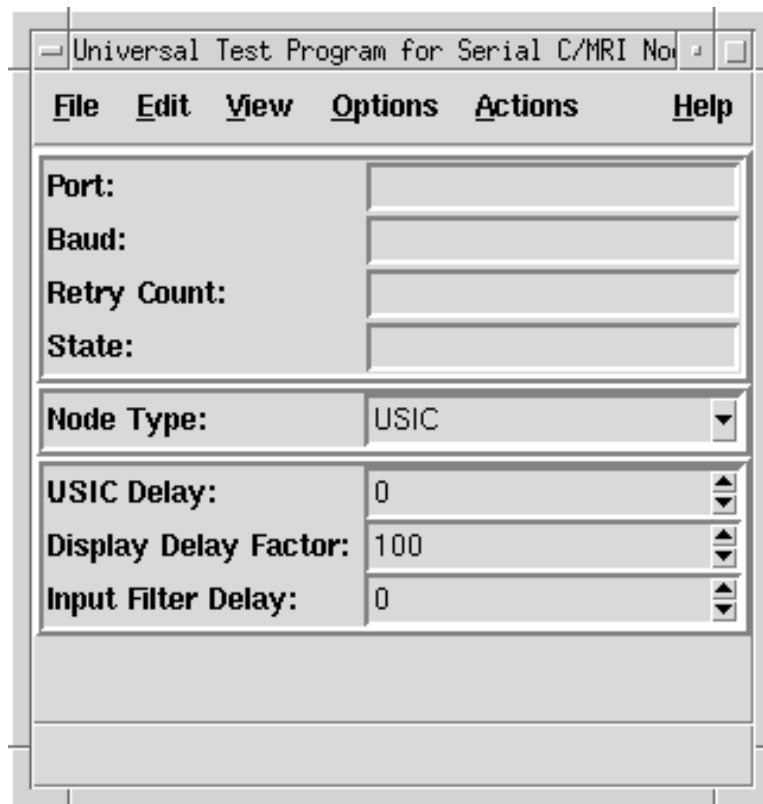 Universal Test Program for Serial C/MRI No
File Edit View Options Actions Help
Port:
Baud:
Retry Count:
State:
Node Type: USIC
USIC Delay: 0
Display Delay Factor: 100
Input Filter Delay: 0